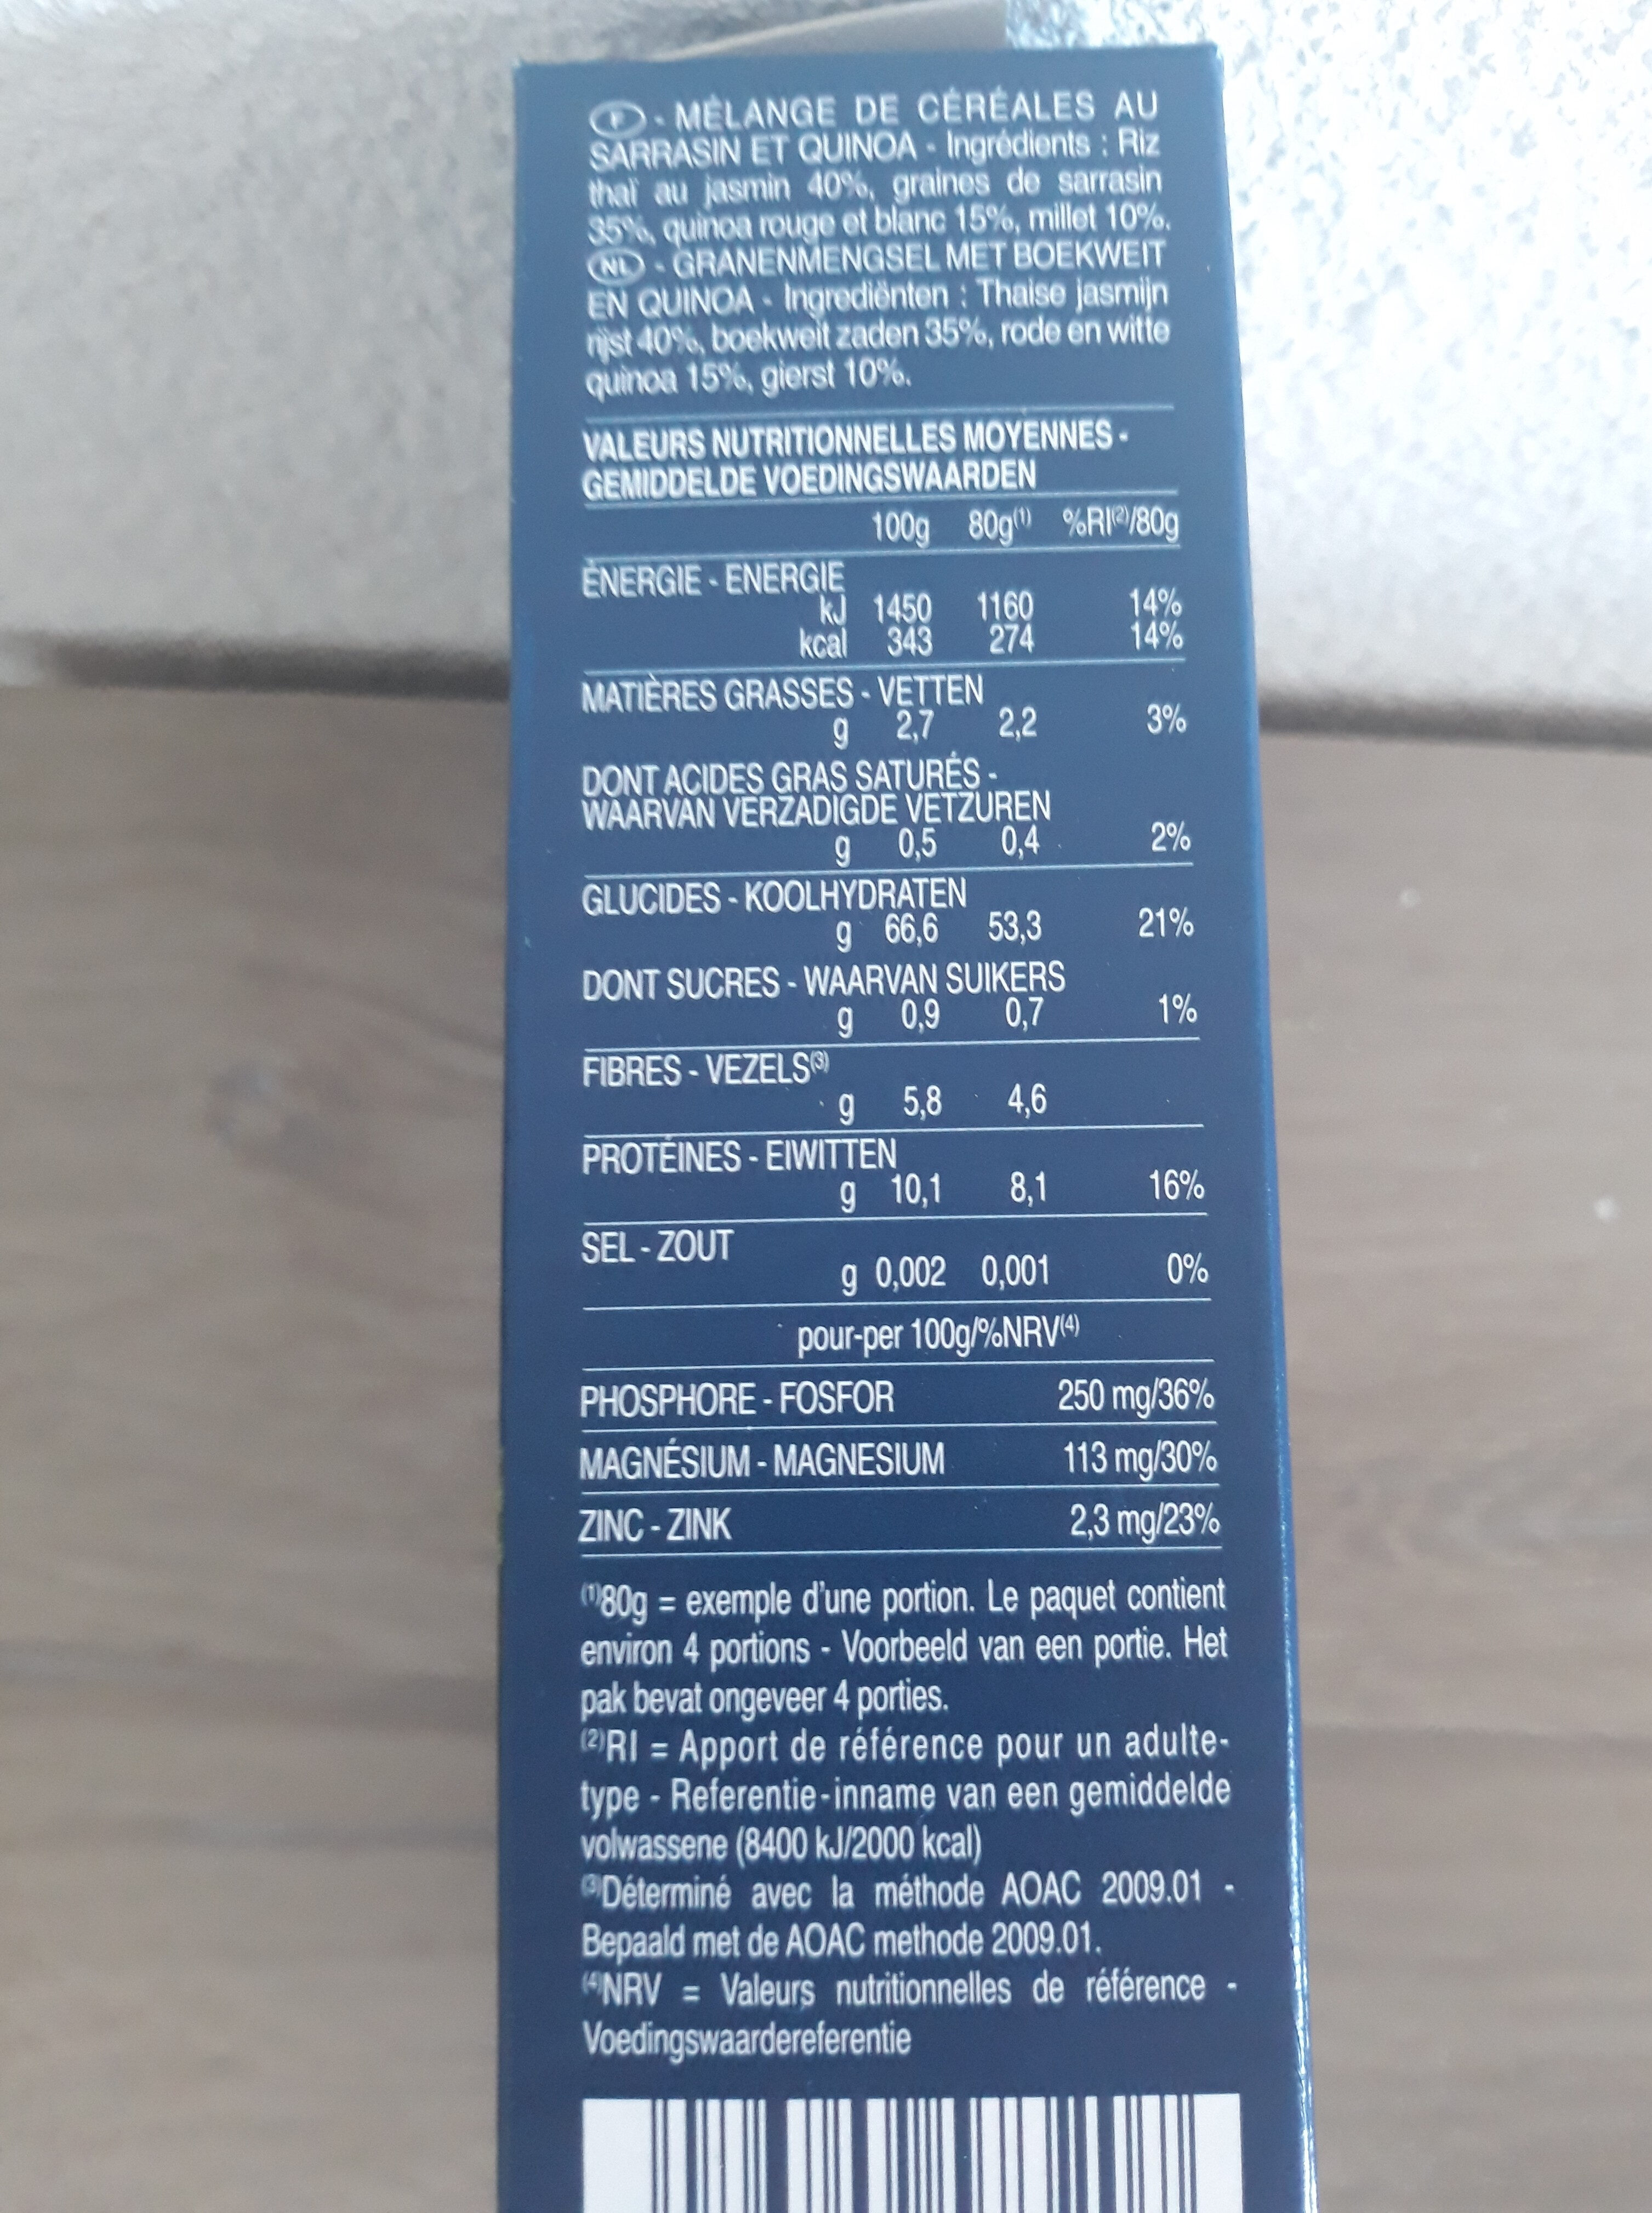 F - MÉLANGE DE CÉRÉALES AU
SARRASIN ET QUINOA - Ingrédients : Riz
thaï au jasmin 40%, graines de sarrasin
35%, quinoa rouge et blanc 15%, millet 10%.
NL - GRANENMENGSEL MET BOEKWEIT
EN QUINOA - Ingrediënten : Thaise jasmijn
rijst 40%, boekweit zaden 35%, rode en witte
quinoa 15%, gierst 10%.
VALEURS NUTRITIONNELLES MOYENNES -
GEMIDDELDE VOEDINGSWAARDEN
100g 80g(1) %RI(2)/80g
ÉNERGIE - ENERGIE
kJ 1450 1160 14%
kcal 343 274 14%
MATIÈRES GRASSES - VETTEN
g 2,7 2,2 3%
DONT ACIDES GRAS SATURÉS -
WAARVAN VERZADIGDE VETZUREN
g 0,5 0,4 2%
GLUCIDES - KOOLHYDRATEN
g 66,6 53,3 21%
DONT SUCRES - WAARVAN SUIKERS
g 0,9 0,7 1%
FIBRES - VEZELS(3)
g 5,8 4,6
PROTÉINES - EIWITTEN
g 10,1 8,1 16%
SEL - ZOUT
g 0,002 0,001 0%
pour-per 100g/%NRV(4)
PHOSPHORE - FOSFOR 250 mg/36%
MAGNÉSIUM - MAGNESIUM 113 mg/30%
ZINC - ZINK 2,3 mg/23%
(1)80g = exemple d'une portion. Le paquet contient
environ 4 portions - Voorbeeld van een portie. Het
pak bevat ongeveer 4 porties.
(2)RI = Apport de référence pour un adulte-
type - Referentie-inname van een gemiddelde
volwassene (8400 kJ/2000 kcal)
(3)Déterminé avec la méthode AOAC 2009.01 -
Bepaald met de AOAC methode 2009.01.
(4)NRV = Valeurs nutritionnelles de référence -
Voedingswaardereferentie